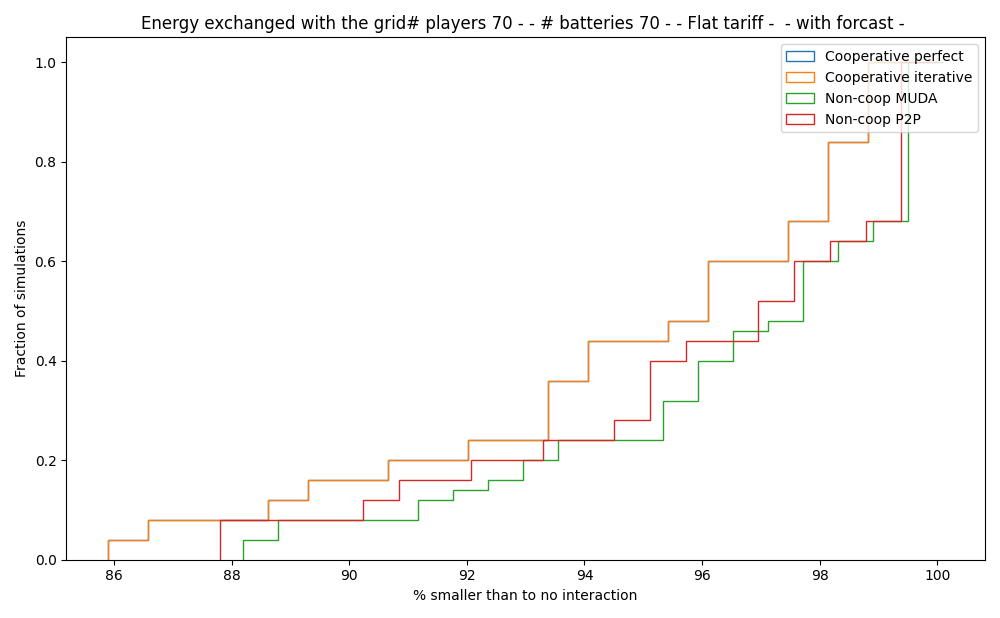 Energy exchanged with the grid# players 70 - - # batteries 70 - - Flat tariff -  - with forcast -
Cooperative perfect
Cooperative iterative
Non-coop MUDA
Non-coop P2P
1.0
0.8
0.6
0.4
0.2
0.0
Fraction of simulations
86 88 90 92 94 96 98 100
% smaller than to no interaction